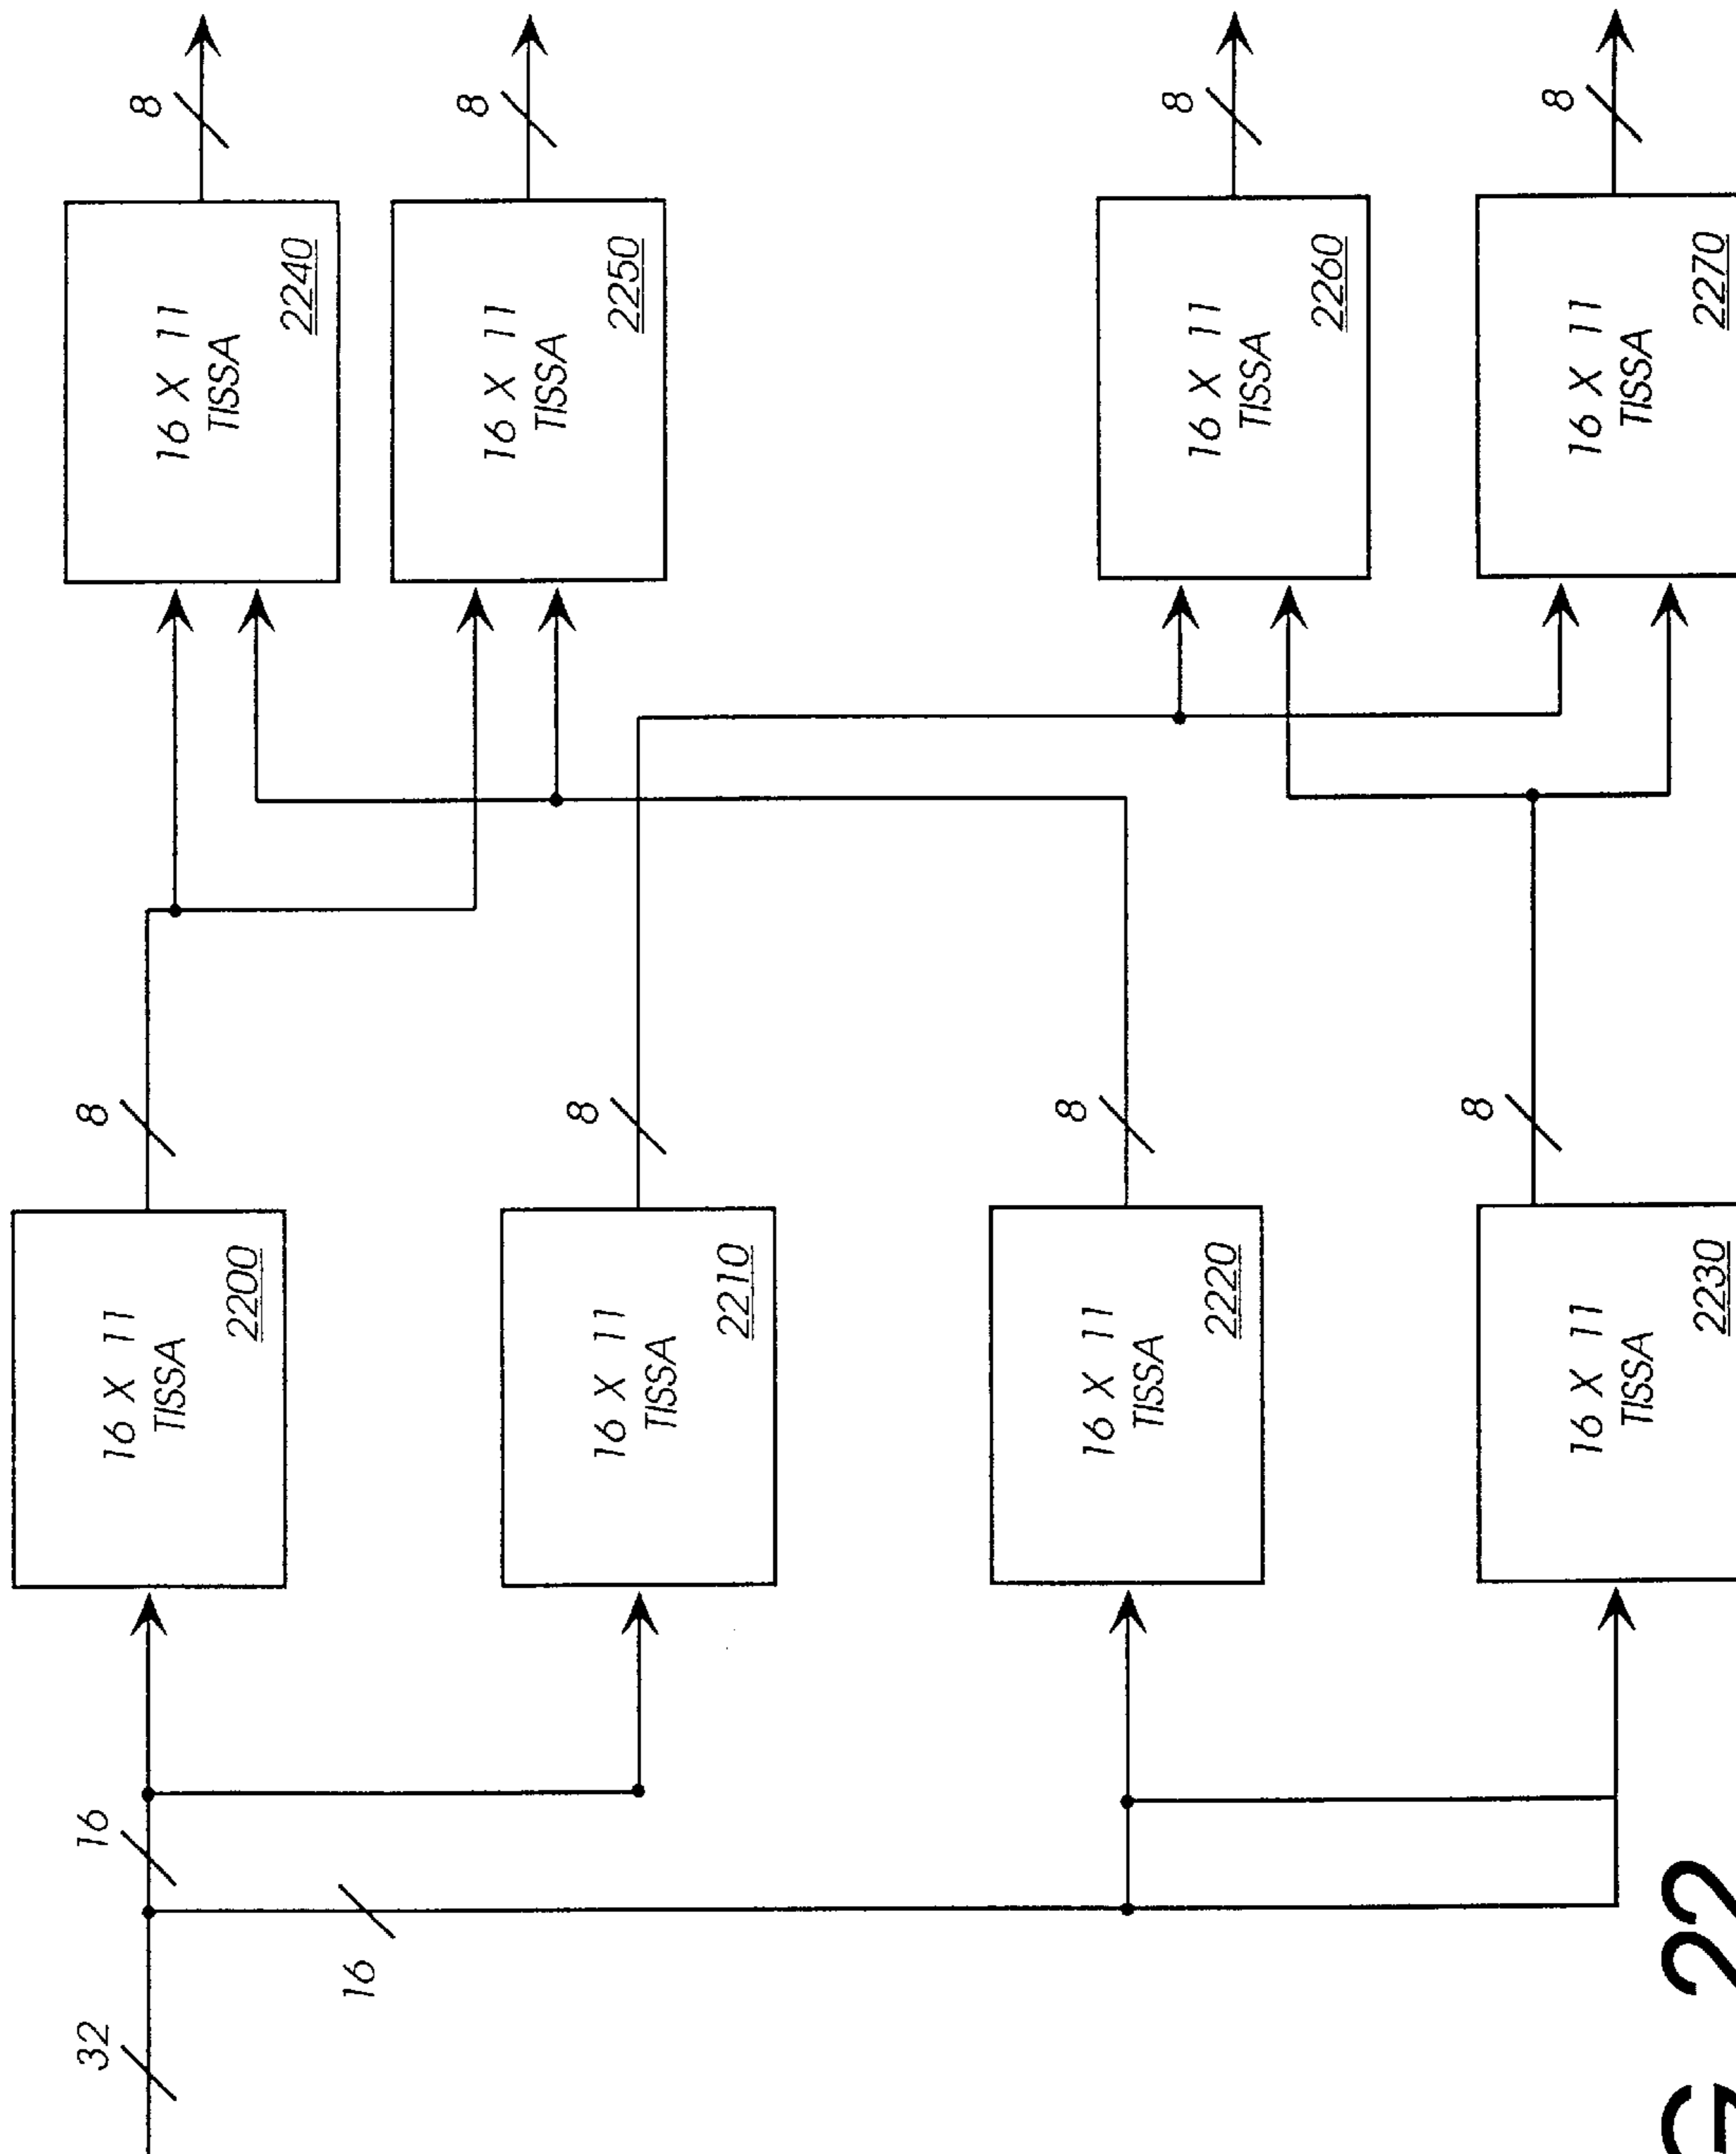 32
16
16
16 X 11
TISSA
2200
8
16 X 11
TISSA
2210
8
16 X 11
TISSA
2220
8
16 X 11
TISSA
2230
8
16 X 11
TISSA
2240
8
16 X 11
TISSA
2250
8
16 X 11
TISSA
2260
8
16 X 11
TISSA
2270
8
G 22